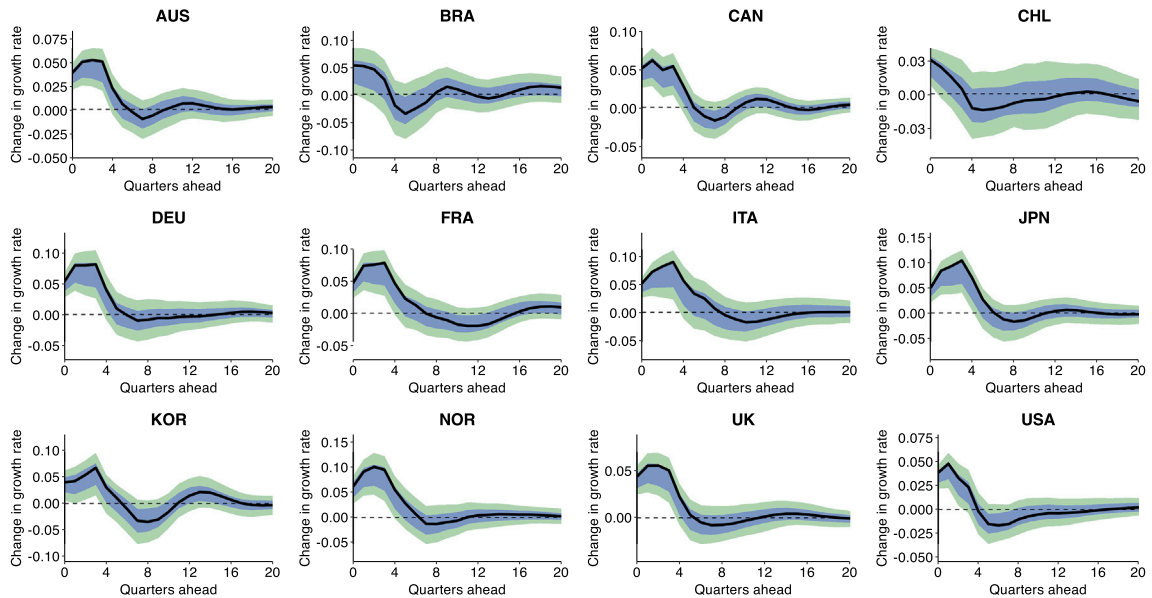 AUS
Change in growth rate
0.075
0.050
0.025
0.000
-0.025
-0.050
0 4 8 12 16 20
Quarters ahead
BRA
Change in growth rate
0.10
0.05
0.00
-0.05
-0.10
0 4 8 12 16 20
Quarters ahead
CAN
Change in growth rate
0.10
0.05
0.00
-0.05
0 4 8 12 16 20
Quarters ahead
CHL
Change in growth rate
0.03
0.00
-0.03
0 4 8 12 16 20
Quarters ahead
DEU
Change in growth rate
0.10
0.05
0.00
-0.05
0 4 8 12 16 20
Quarters ahead
FRA
Change in growth rate
0.10
0.05
0.00
-0.05
0 4 8 12 16 20
Quarters ahead
ITA
Change in growth rate
0.10
0.05
0.00
-0.05
0 4 8 12 16 20
Quarters ahead
JPN
Change in growth rate
0.15
0.10
0.05
0.00
-0.05
0 4 8 12 16 20
Quarters ahead
KOR
Change in growth rate
0.10
0.05
0.00
-0.05
-0.10
0 4 8 12 16 20
Quarters ahead
NOR
Change in growth rate
0.15
0.10
0.05
0.00
-0.05
0 4 8 12 16 20
Quarters ahead
UK
Change in growth rate
0.05
0.00
0 4 8 12 16 20
Quarters ahead
USA
Change in growth rate
0.075
0.050
0.025
0.000
-0.025
-0.050
0 4 8 12 16 20
Quarters ahead